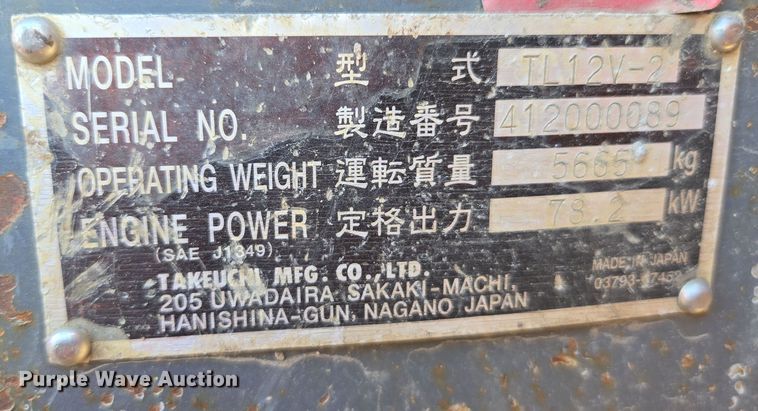 MODEL 型式 TL12V-2
SERIAL NO. 製造番号 412000089
OPERATING WEIGHT 運転質量 5665 kg
ENGINE POWER 定格出力 78.2 kW
(SAE J1349)
TAKEUCHI MFG. CO., LTD.
205 UWADAIRA SAKAKI-MACHI,
HANISHINA-GUN, NAGANO JAPAN
MADE IN JAPAN
Purple Wave Auction